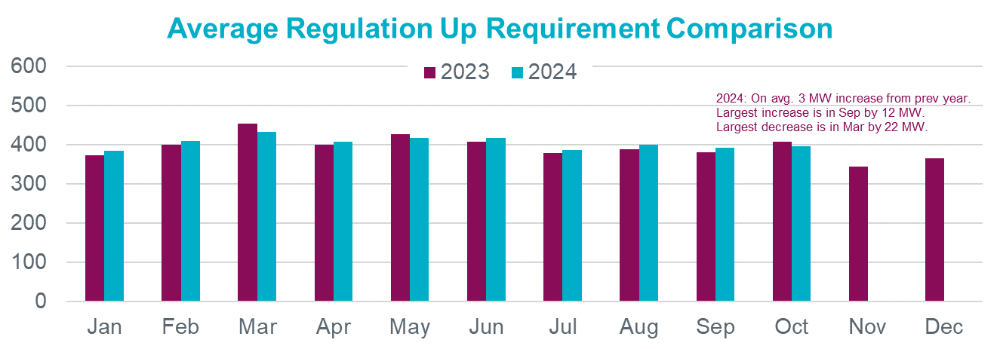 Average Regulation Up Requirement Comparison
600
2023 2024
500
2024: On avg. 3 MW increase from prev year.
Largest increase is in Sep by 12 MW.
Largest decrease is in Mar by 22 MW.
400
300
200
100
0
Jan Feb Mar Apr May Jun Jul Aug Sep Oct Nov Dec